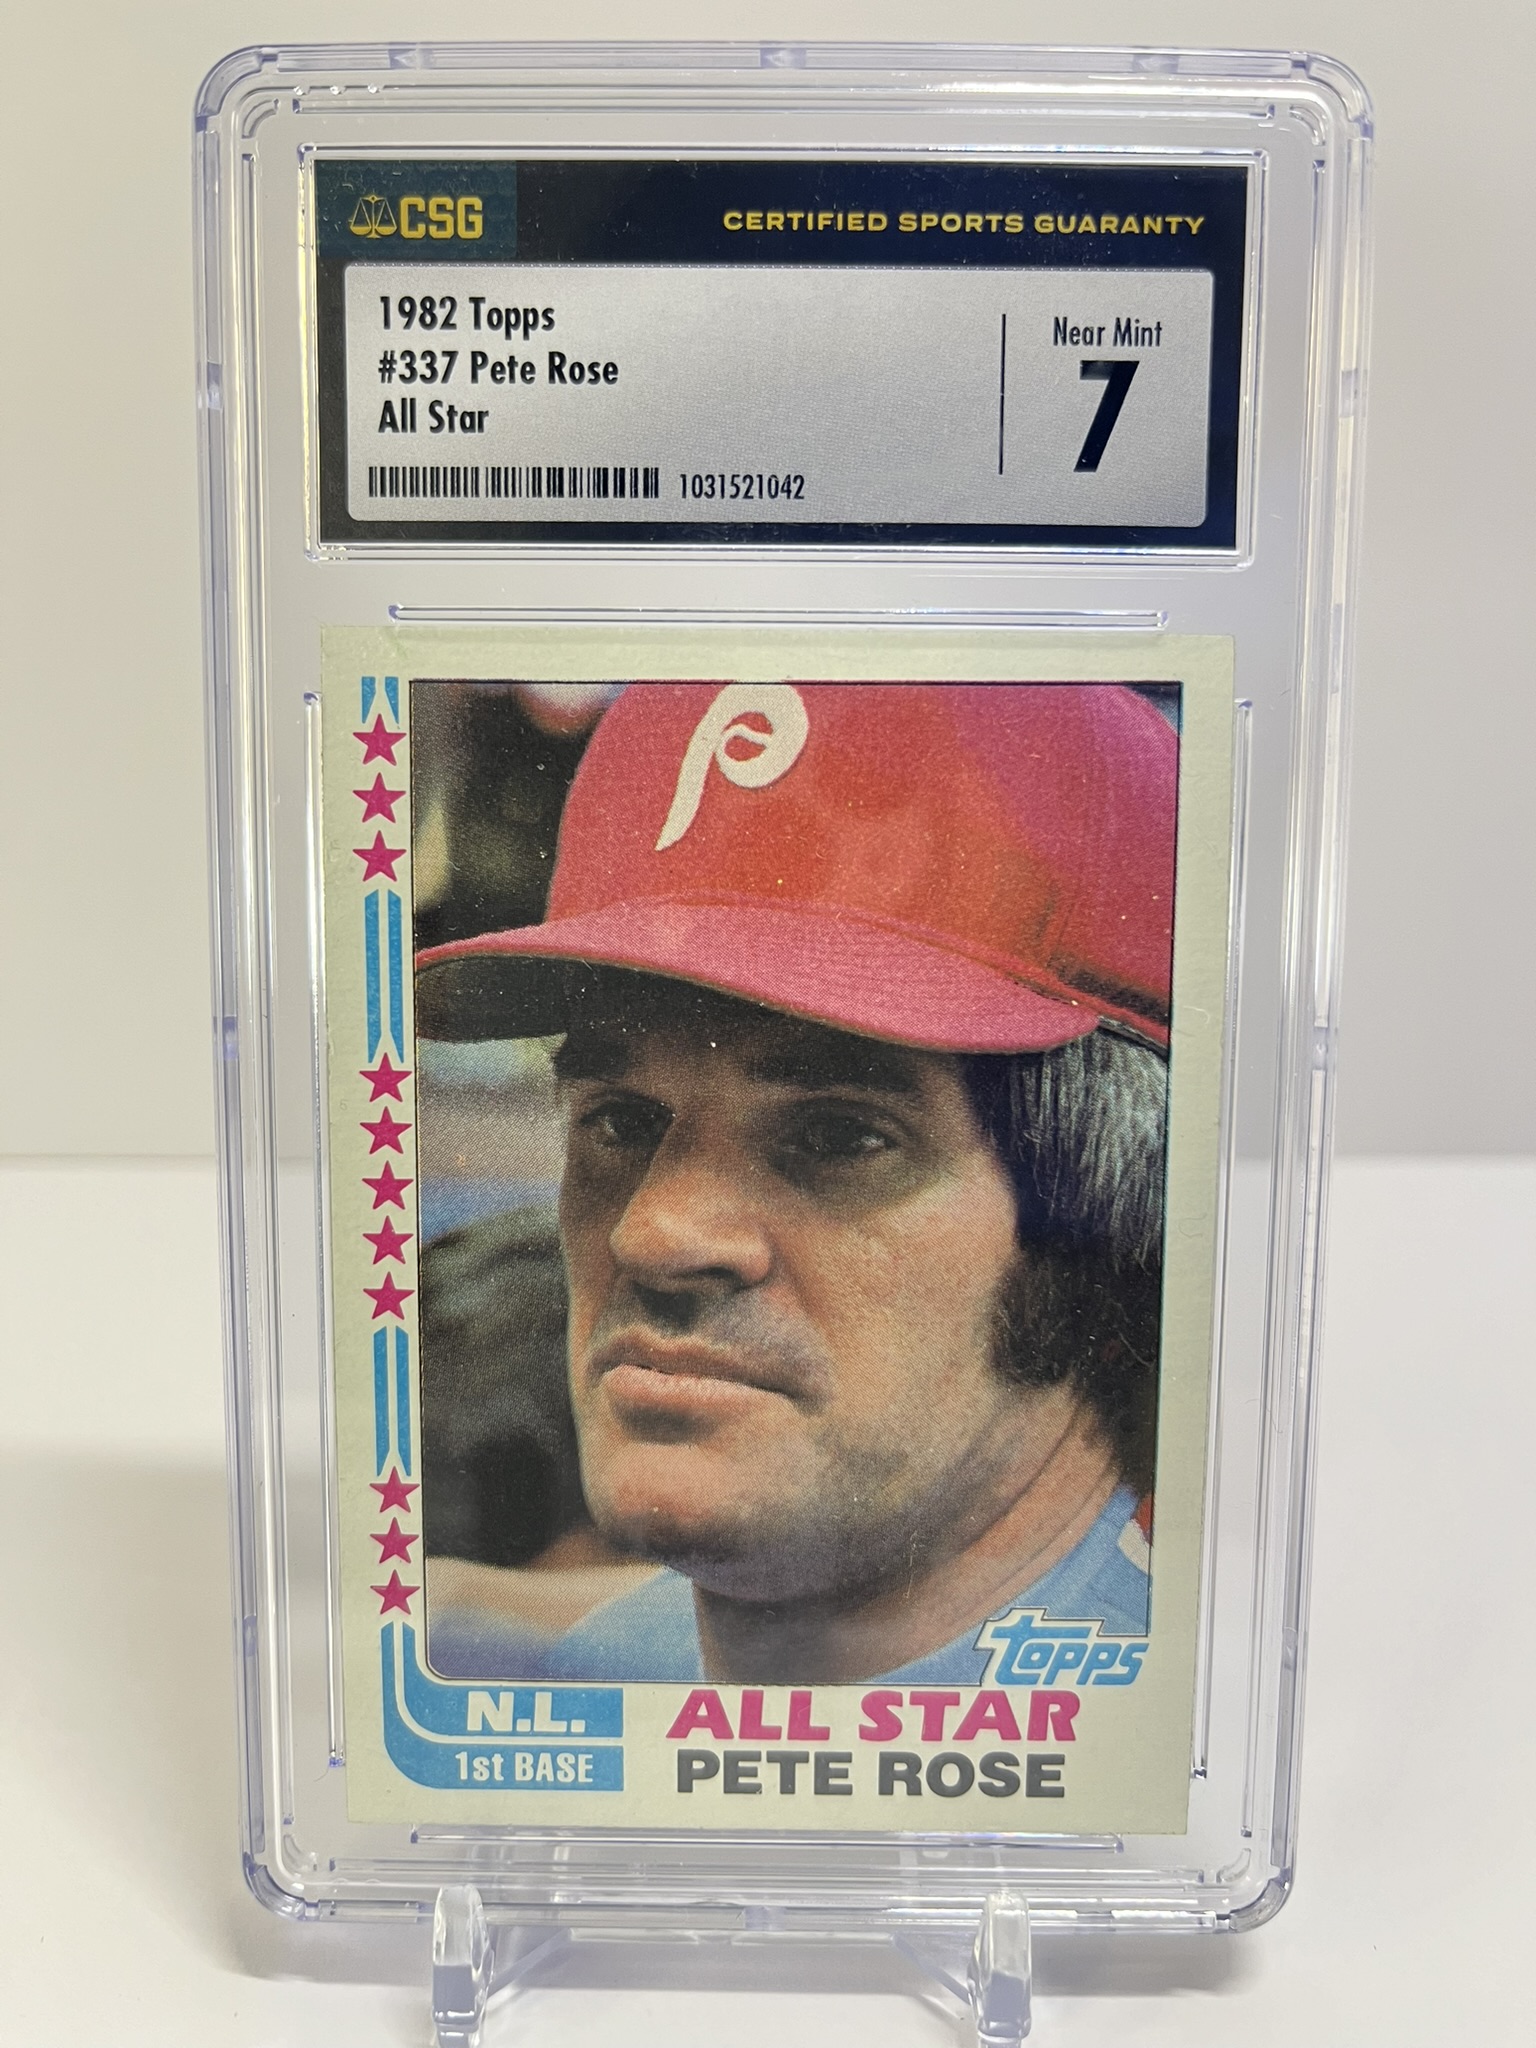 CSG
CERTIFIED SPORTS GUARANTY
1982 Topps
#337 Pete Rose
All Star
Near Mint
7
1031521042
P
Topps
N.L.
1st BASE
ALL STAR
PETE ROSE